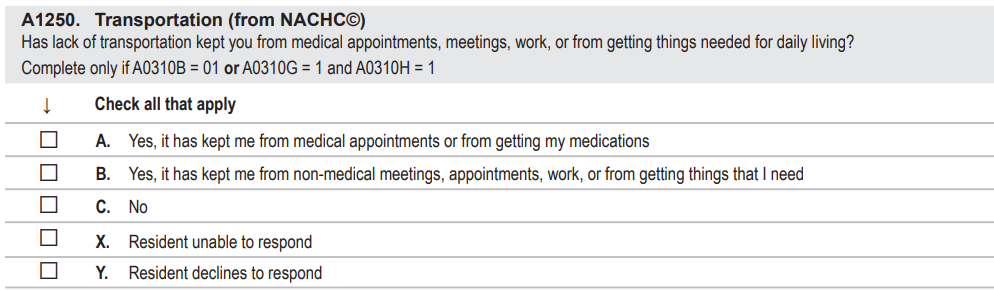 A1250. Transportation (from NACHC©)
Has lack of transportation kept you from medical appointments, meetings, work, or from getting things needed for daily living?
Complete only if A0310B = 01 or A0310G = 1 and A0310H = 1
↓ Check all that apply
☐ A. Yes, it has kept me from medical appointments or from getting my medications
☐ B. Yes, it has kept me from non-medical meetings, appointments, work, or from getting things that I need
☐ C. No
☐ X. Resident unable to respond
☐ Y. Resident declines to respond